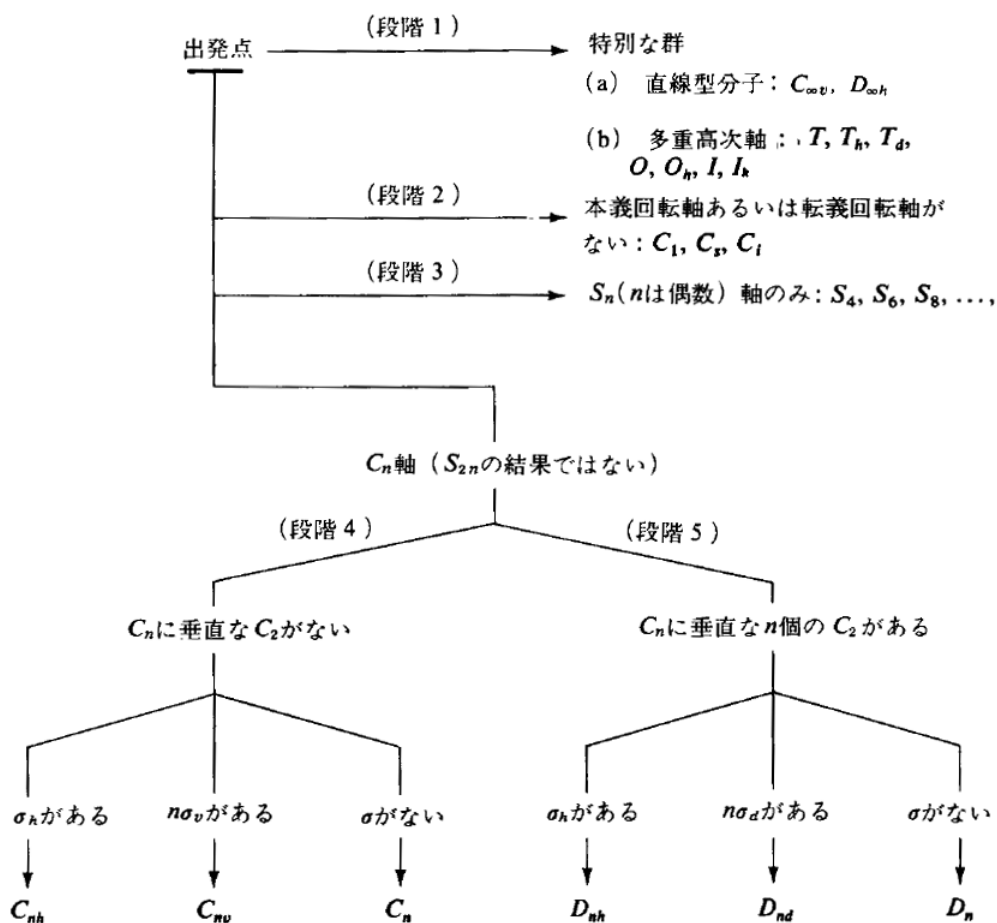 (段階1)
出発点
特別な群
(a) 直線型分子: C∞v, D∞h
(b) 多重高次軸: T, Th, Td,
O, Oh, I, Ih
(段階2)
本義回転軸あるいは転義回転軸が
ない: C1, Cs, Ci
(段階3)
Sn(nは偶数) 軸のみ: S4, S6, S8, ...,
Cn軸 (S2nの結果ではない)
(段階4)
(段階5)
Cnに垂直なC2がない
Cnに垂直なn個のC2がある
σhがある
nσvがある
σがない
σhがある
nσdがある
σがない
Cnh
Cnv
Cn
Dnh
Dnd
Dn